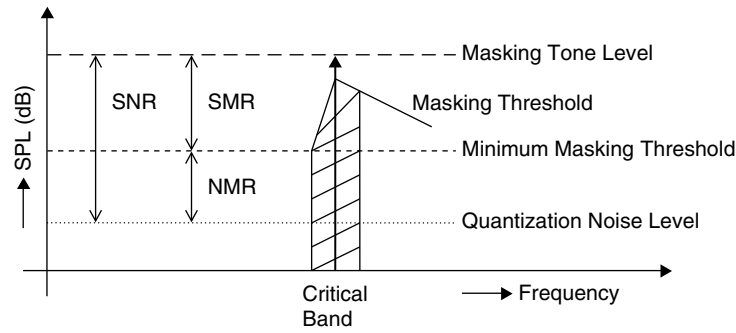 Masking Tone Level
SNR
SMR
Masking Threshold
SPL (dB)
Minimum Masking Threshold
NMR
Quantization Noise Level
Critical
Band
Frequency